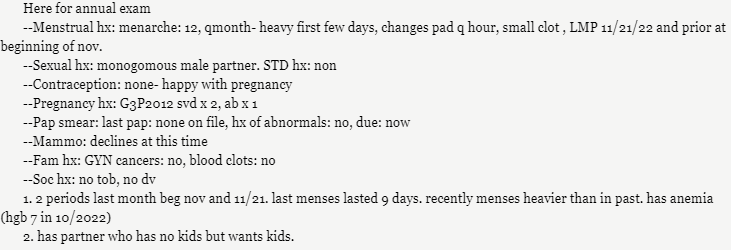 Here for annual exam
--Menstrual hx: menarche: 12, qmonth- heavy first few days, changes pad q hour, small clot , LMP 11/21/22 and prior at
beginning of nov.
--Sexual hx: monogomous male partner. STD hx: non
--Contraception: none- happy with pregnancy
--Pregnancy hx: G3P2012 svd x 2, ab x 1
--Pap smear: last pap: none on file, hx of abnormals: no, due: now
--Mammo: declines at this time
--Fam hx: GYN cancers: no, blood clots: no
--Soc hx: no tob, no dv
1. 2 periods last month beg nov and 11/21. last menses lasted 9 days. recently menses heavier than in past. has anemia
(hgb 7 in 10/2022)
2. has partner who has no kids but wants kids.